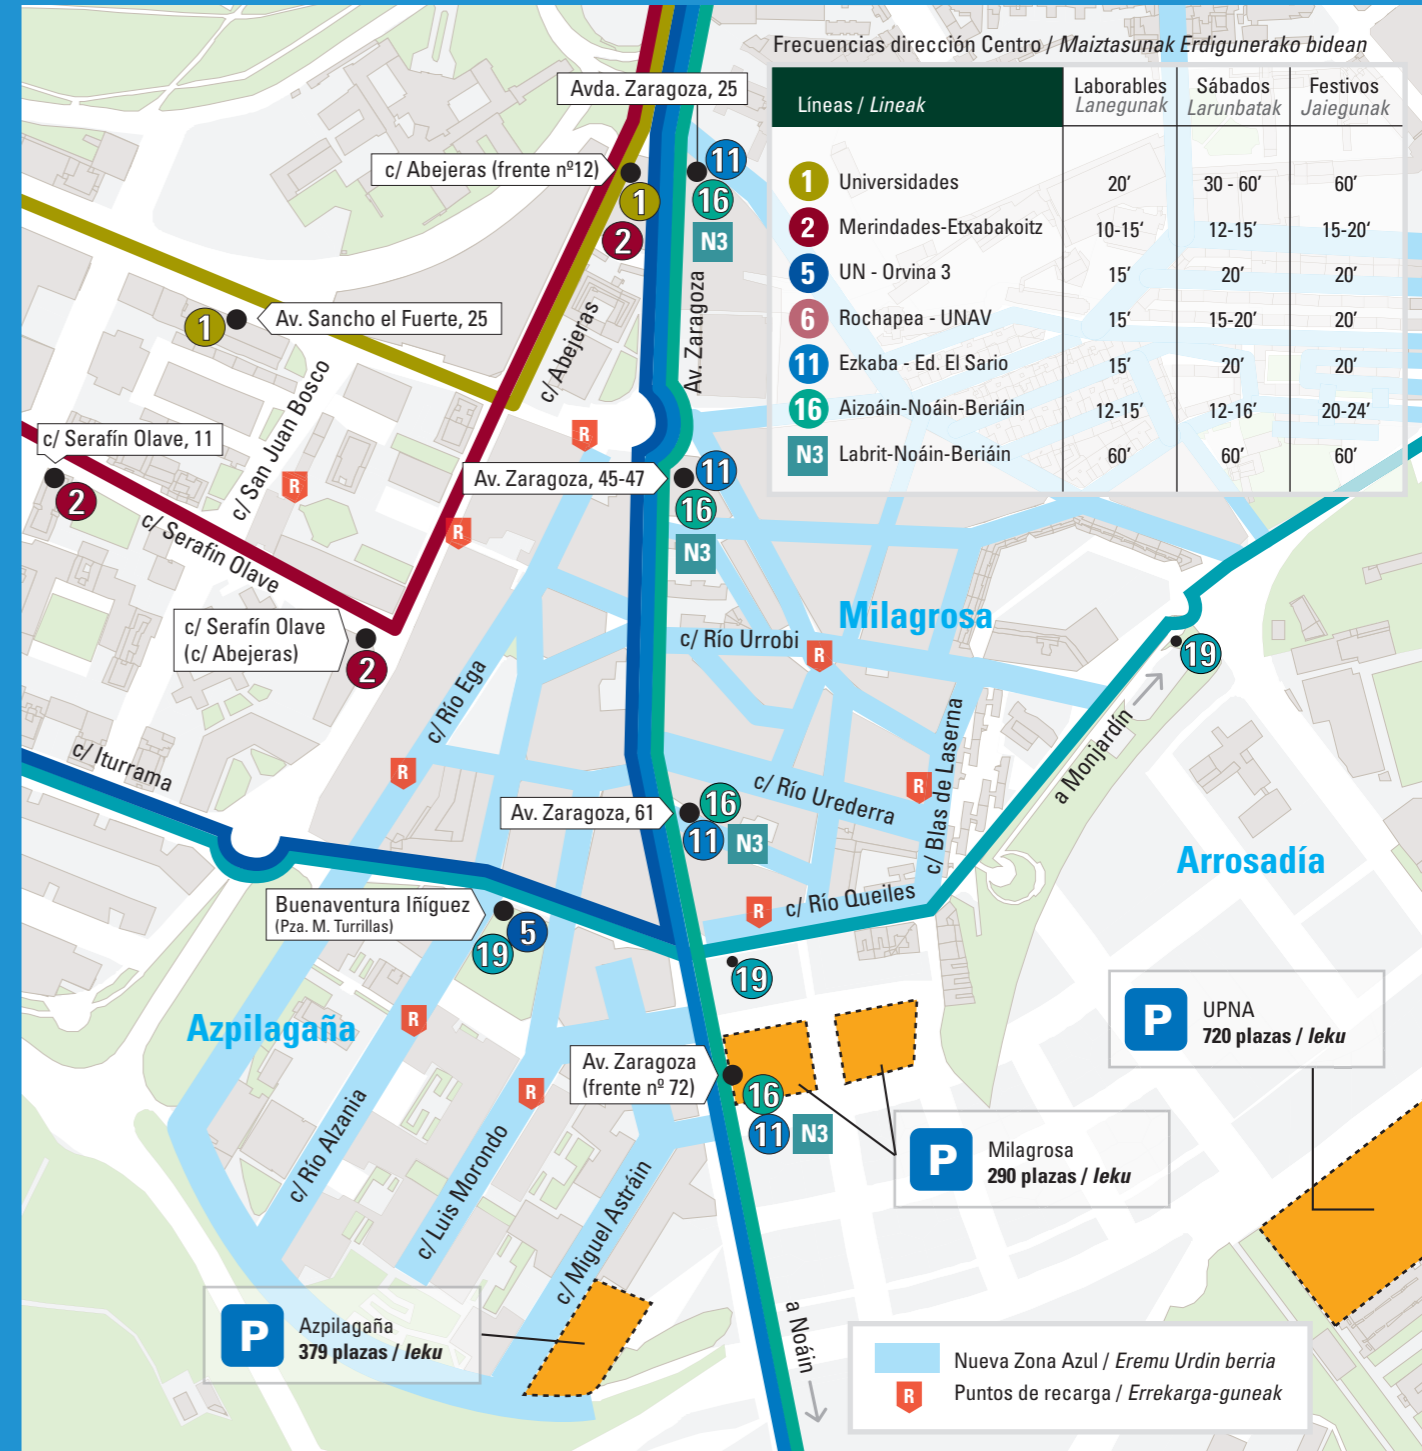 Frecuencias dirección Centro / Maiztasunak Erdigunerako bidean
Líneas / Lineak
Laborables
Lanegunak
Sábados
Larunbatak
Festivos
Jaiegunak
1 Universidades 20’ 30 - 60’ 60’
2 Merindades-Etxabakoitz 10-15‘ 12-15’ 15-20‘
5 UN - Orvina 3 15’ 20’ 20’
6 Rochapea - UNAV 15’ 15-20’ 20’
11 Ezkaba - Ed. El Sario 15’ 20’ 20’
16 Aizoáin-Noáin-Beriáin 12-15’ 12-16’ 20-24’
N3 Labrit-Noáin-Beriáin 60’ 60’ 60’
Avda. Zaragoza, 25
11
16
N3
c/ Abejeras (frente nº12)
1
2
Av. Zaragoza
c/ Abejeras
1
Av. Sancho el Fuerte, 25
c/ San Juan Bosco
R
R
R
c/ Serafín Olave, 11
2
c/ Serafín Olave
Av. Zaragoza, 45-47
11
16
N3
c/ Serafín Olave
(c/ Abejeras)
2
Milagrosa
c/ Río Urrobi
R
19
c/ Río Ega
R
c/ Iturrama
a Monjardín
c/ Río Urederra
R
c/ Blas de Laserna
Av. Zaragoza, 61
16
11
N3
Arrosadía
Buenaventura Iñíguez
(Pza. M. Turrillas)
5
19
R
c/ Río Queiles
19
Azpilagaña
R
R
c/ Río Alzania
c/ Luis Morondo
c/ Miguel Astráin
Av. Zaragoza
(frente nº 72)
16
11
N3
P
UPNA
720 plazas / leku
P
Milagrosa
290 plazas / leku
P
Azpilagaña
379 plazas / leku
a Noáin
Nueva Zona Azul / Eremu Urdin berria
R
Puntos de recarga / Errekarga-guneak